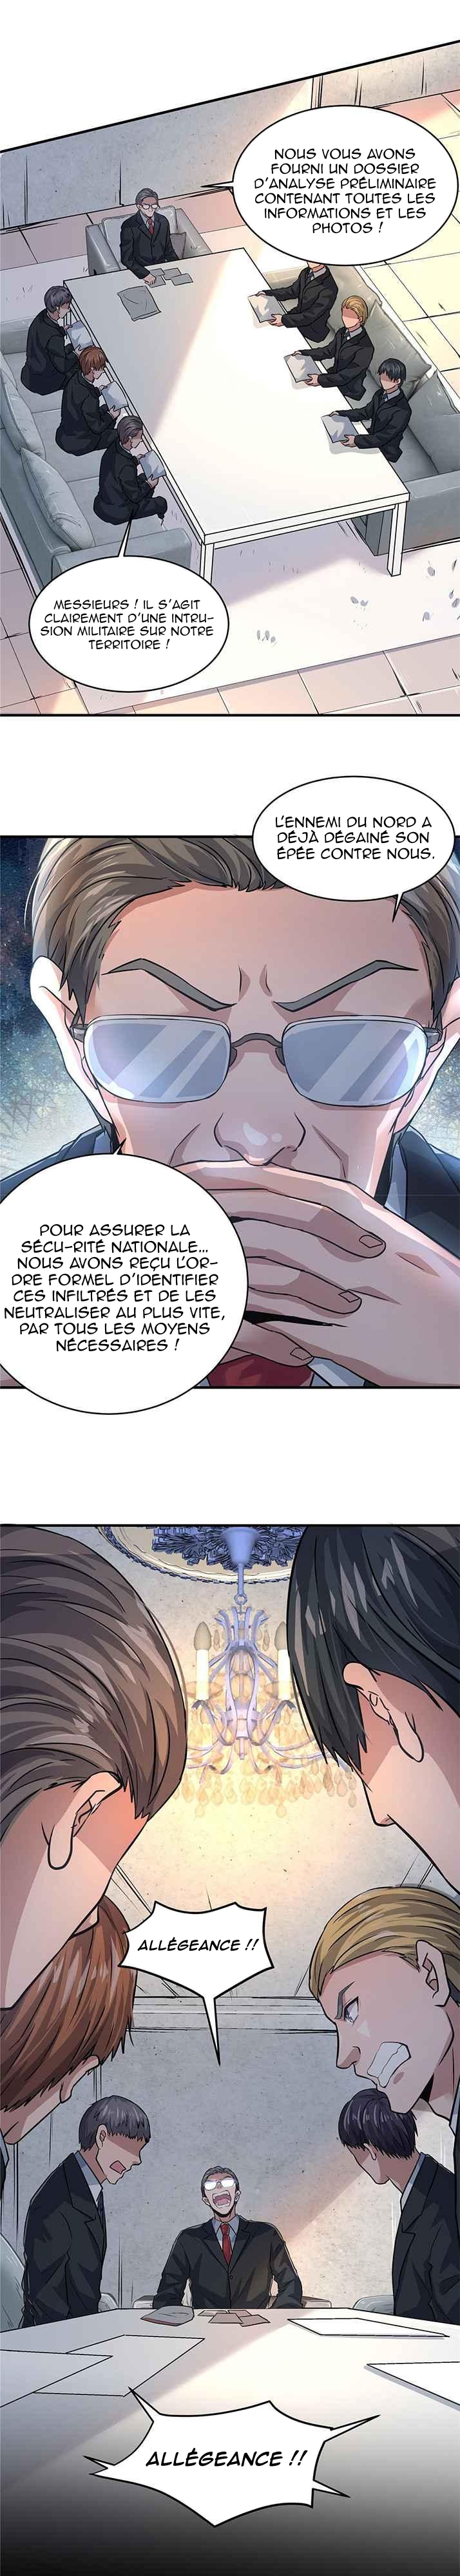 NOUS VOUS AVONS
FOURNI UN DOSSIER
D'ANALYSE PRÉLIMINAIRE
CONTENANT TOUTES LES
INFORMATIONS ET LES
PHOTOS !
MESSIEURS ! IL S'AGIT
CLAIREMENT D'UNE INTRU-
SION MILITAIRE SUR NOTRE
TERRITOIRE !
L'ENNEMI DU NORD A
DÉJÀ DÉGAINÉ SON
ÉPÉE CONTRE NOUS.
POUR ASSURER LA
SÉCU-RITÉ NATIONALE...
NOUS AVONS REÇU L'OR-
DRE FORMEL D'IDENTIFIER
CES INFILTRÉS ET DE LES
NEUTRALISER AU PLUS VITE,
PAR TOUS LES MOYENS
NÉCESSAIRES !
ALLÉGEANCE !!
ALLÉGEANCE !!